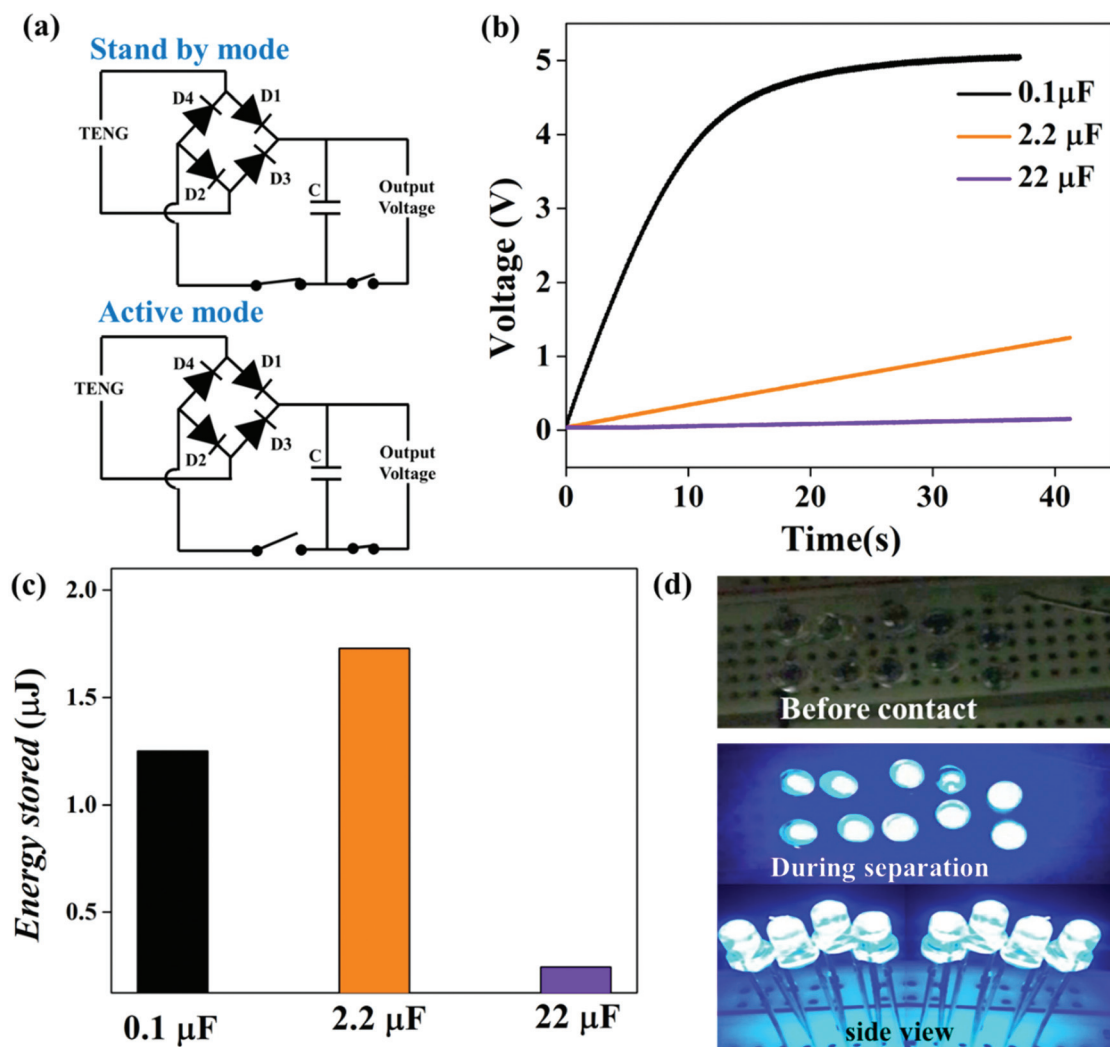 (a)
Stand by mode
D4
D1
TENG
D2
D3
C
Output
Voltage
Active mode
D4
D1
TENG
D2
D3
C
Output
Voltage
(b)
5
4
3
2
1
0
Voltage (V)
0.1μF
2.2 μF
22 μF
0 10 20 30 40
Time(s)
(c)
2.0
1.5
1.0
0.5
Energy stored (μJ)
0.1 μF 2.2 μF 22 μF
(d)
Before contact
During separation
side view